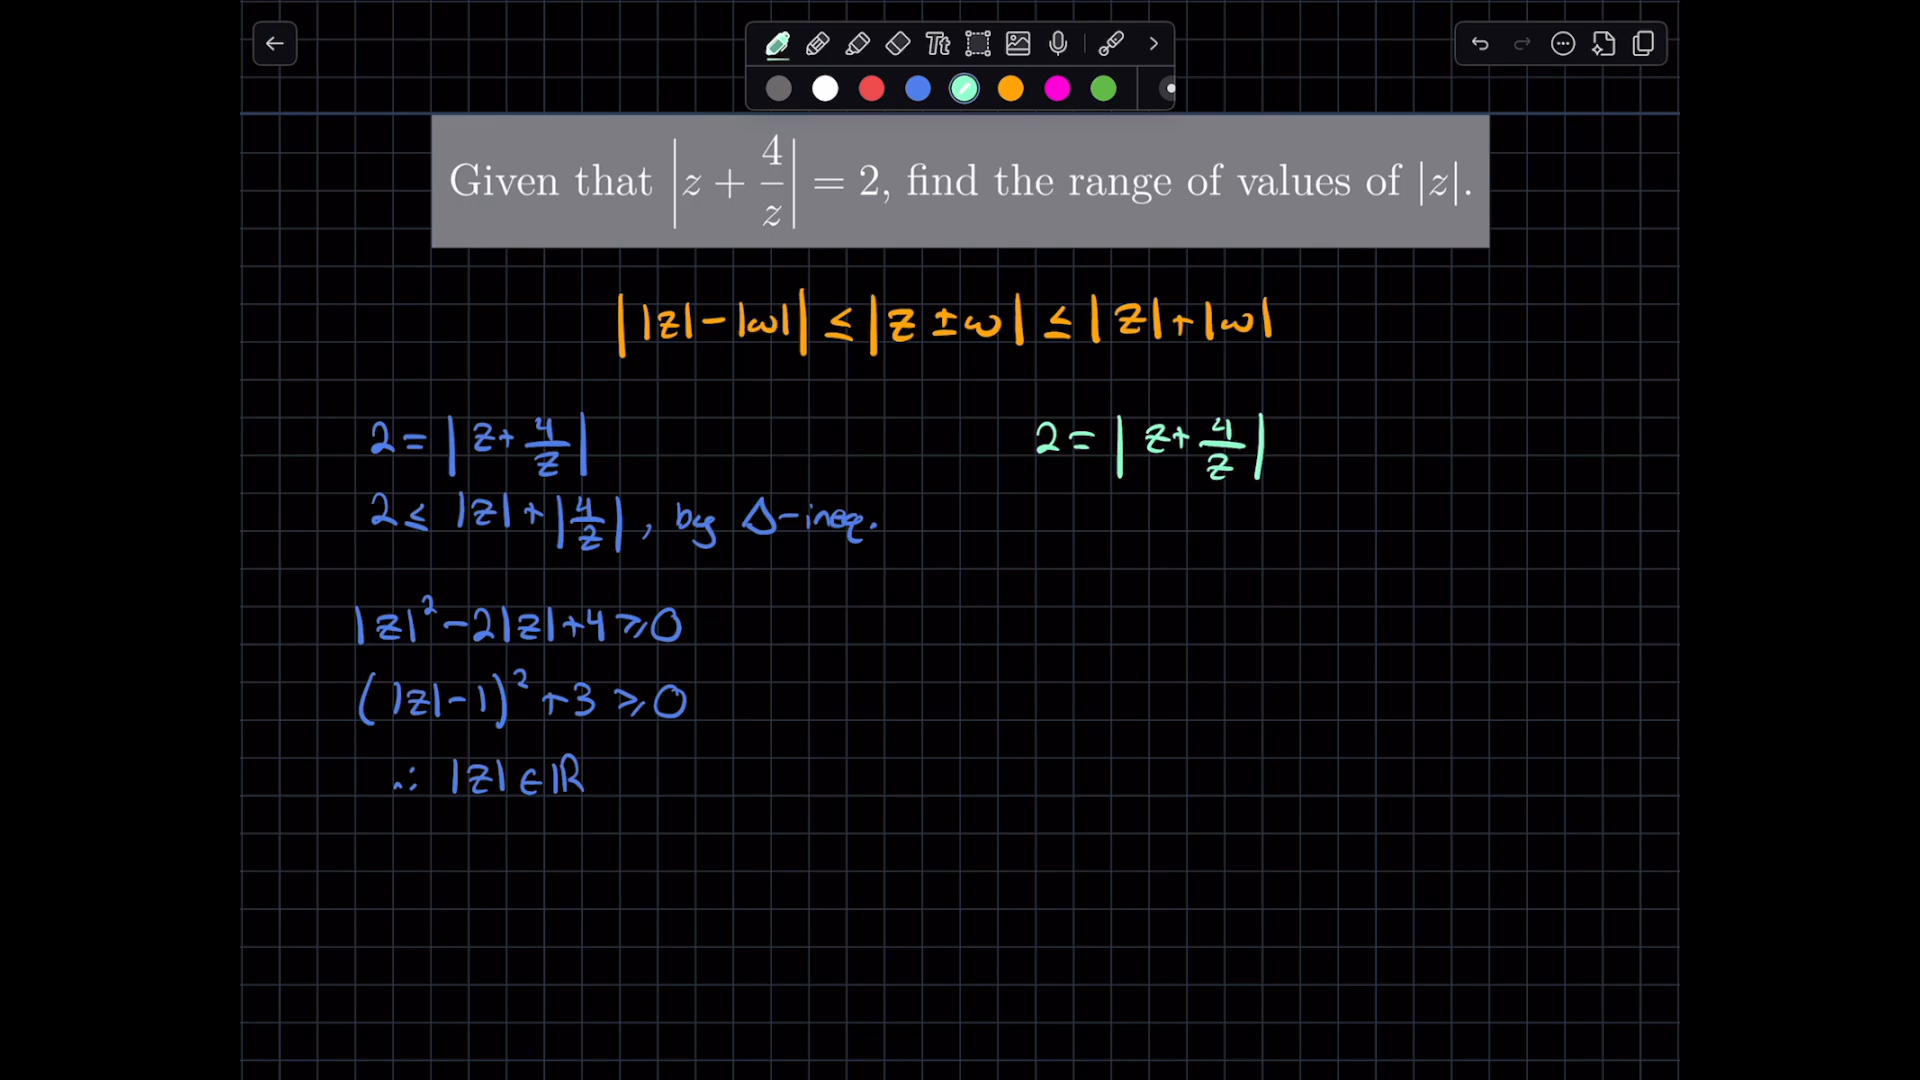 Tt
Given that |z + 4/z| = 2, find the range of values of |z|.
||z| - |ω|| ≤ |z ± ω| ≤ |z| + |ω|
2 = |z + 4/z|
2 ≤ |z| + |4/z|, by Δ-ineq.
|z|² - 2|z| + 4 ≥ 0
(|z| - 1)² + 3 ≥ 0
∴ |z| ∈ ℝ
2 = |z + 4/z|